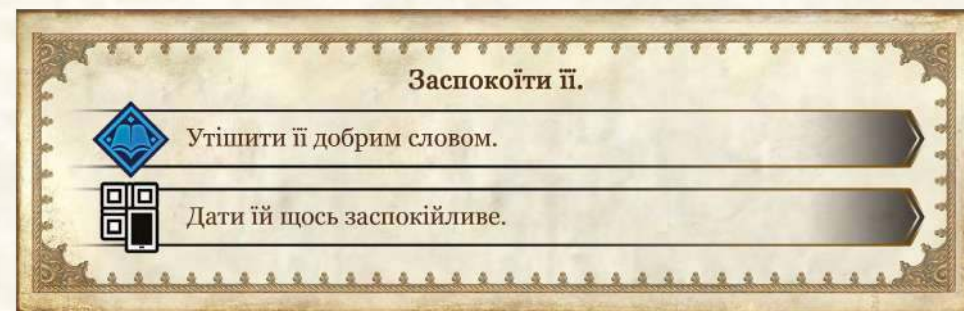 Заспокоїти її.
Утішити її добрим словом.
Дати їй щось заспокійливе.